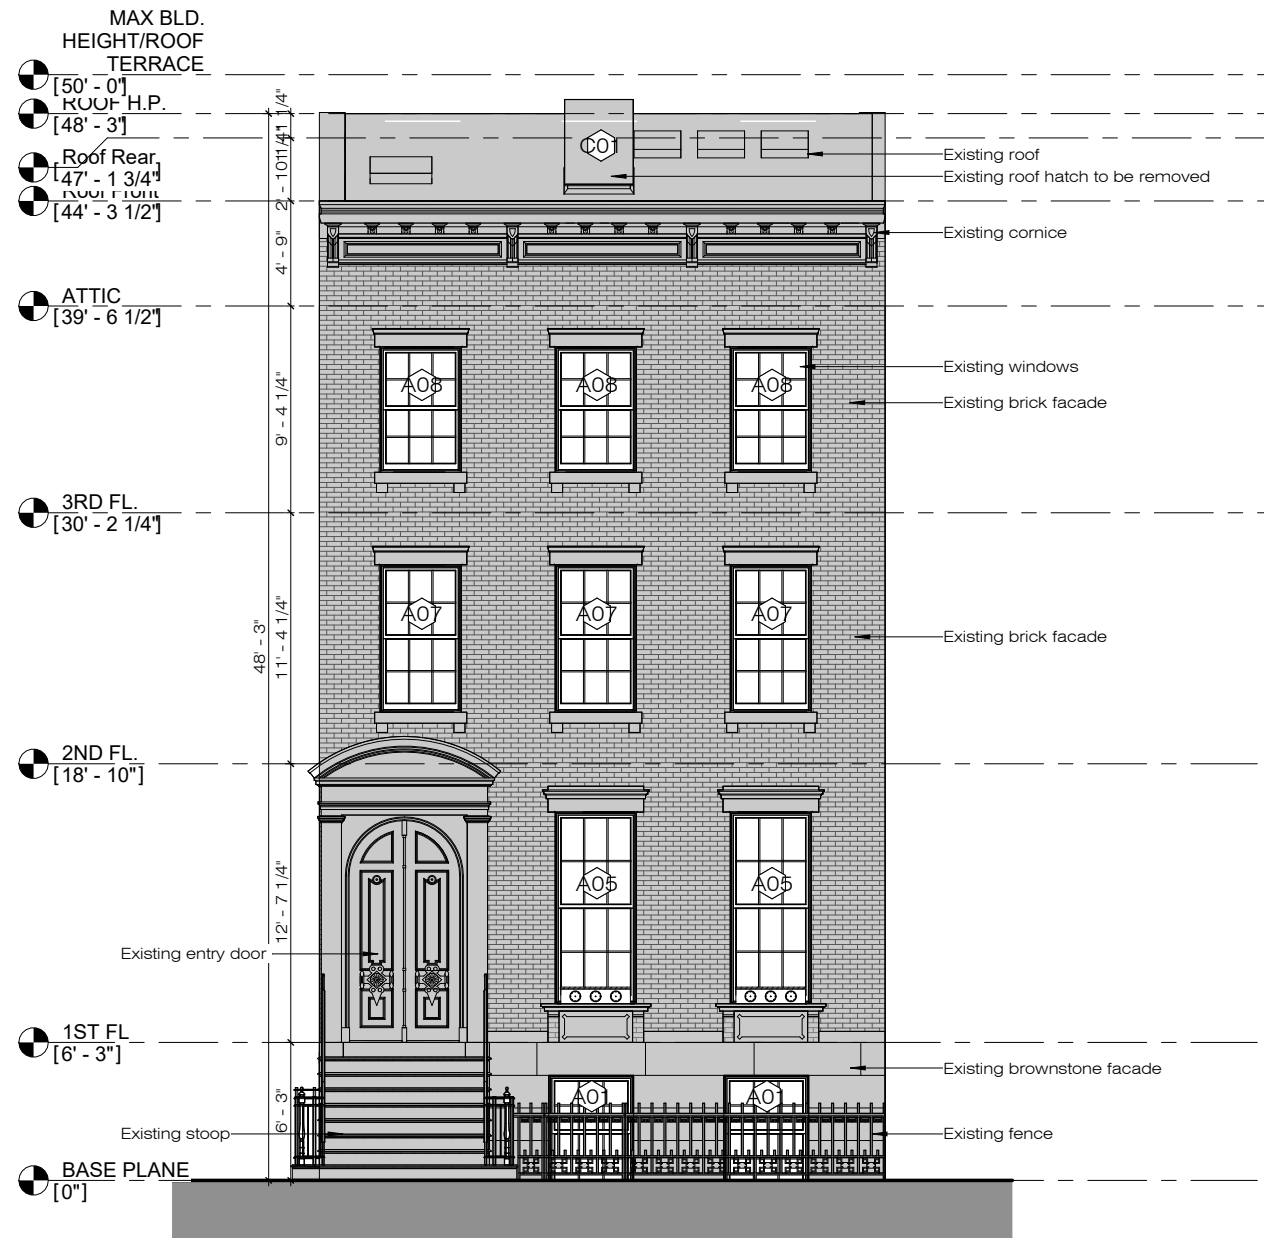 MAX BLD.
HEIGHT/ROOF
TERRACE
[50' - 0"]
ROOF H.P.
[48' - 3"]
Roof Rear
[47' - 1 3/4"]
Roof Front
[44' - 3 1/2"]
ATTIC
[39' - 6 1/2"]
3RD FL.
[30' - 2 1/4"]
2ND FL.
[18' - 10"]
1ST FL
[6' - 3"]
BASE PLANE
[0"]
4' - 9"
9' - 4 1/4"
11' - 4 1/4"
48' - 3"
12' - 7 1/4"
6' - 3"
C01
A08
A08
A08
A07
A07
A07
A05
A05
A01
A01
Existing roof
Existing roof hatch to be removed
Existing cornice
Existing windows
Existing brick facade
Existing brick facade
Existing entry door
Existing brownstone facade
Existing stoop
Existing fence